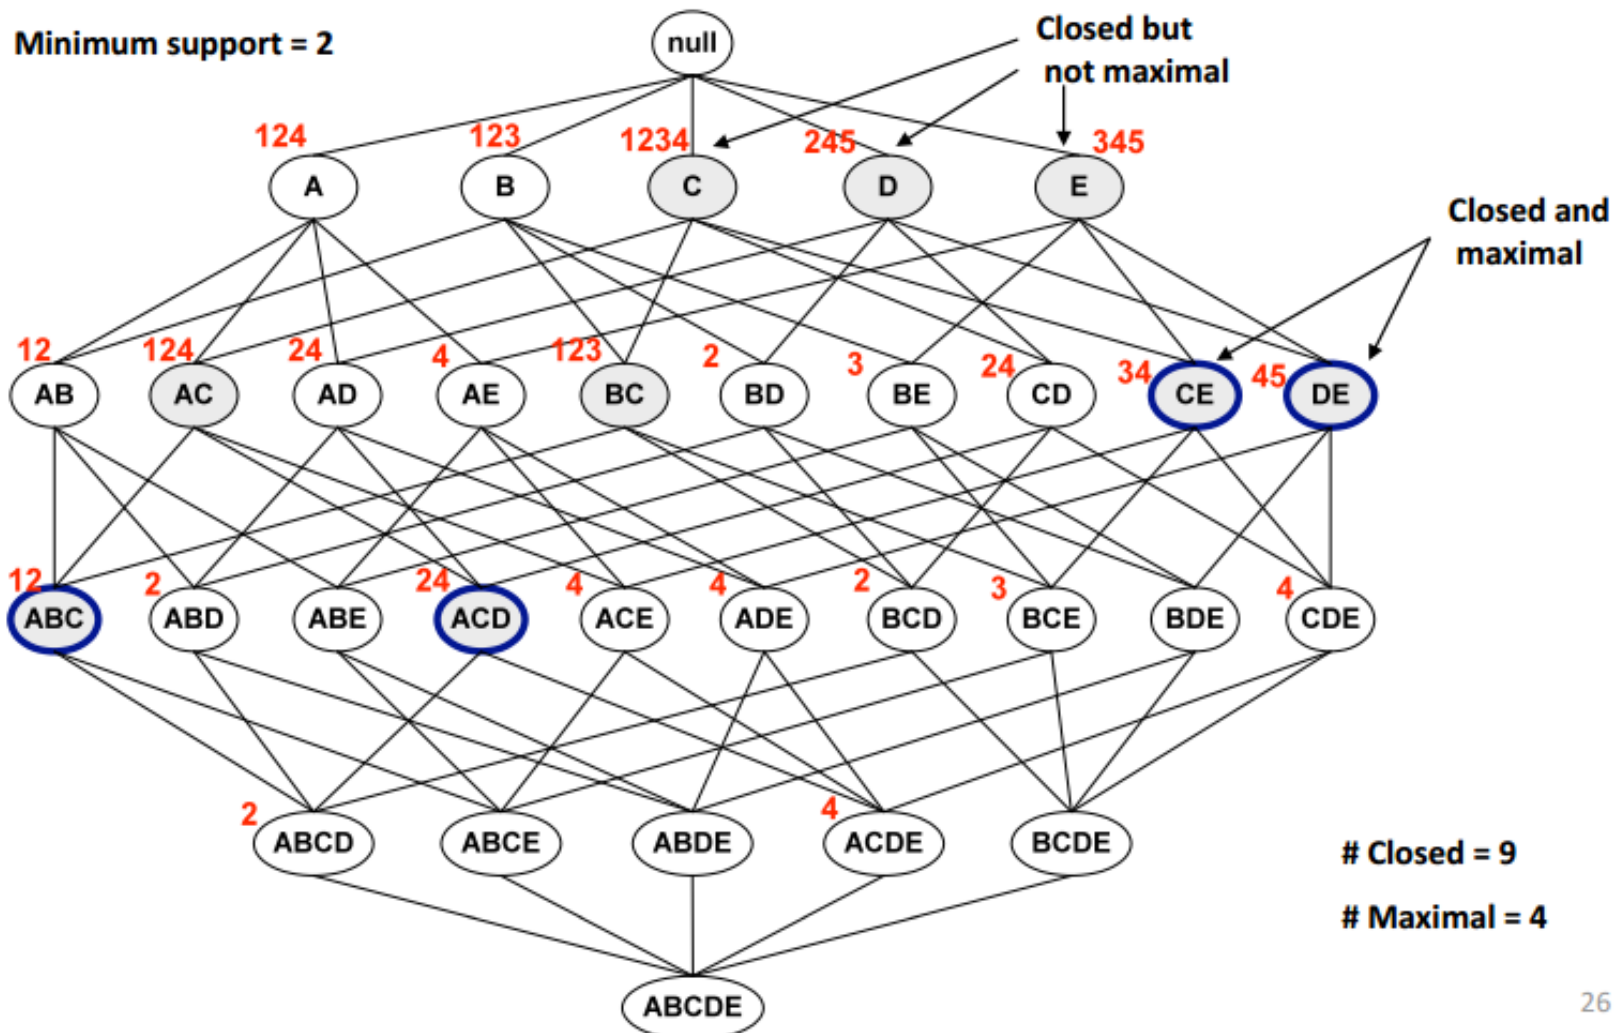 Minimum support = 2
null
Closed but
not maximal
124
123
1234
245
345
A
B
C
D
E
Closed and
maximal
12
124
24
4
123
2
3
24
34
45
AB
AC
AD
AE
BC
BD
BE
CD
CE
DE
12
2
24
4
4
2
3
4
ABC
ABD
ABE
ACD
ACE
ADE
BCD
BCE
BDE
CDE
2
4
ABCD
ABCE
ABDE
ACDE
BCDE
# Closed = 9
# Maximal = 4
ABCDE
26